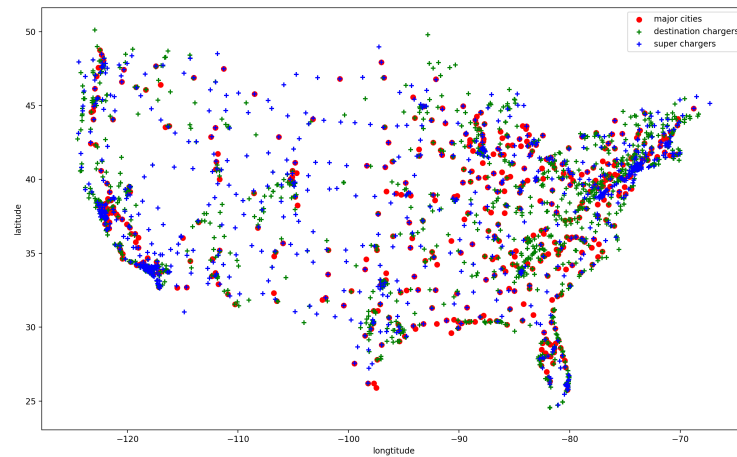 major cities
destination chargers
super chargers
50
45
40
35
30
25
latitude
−120
−110
−100
−90
−80
−70
longtitude